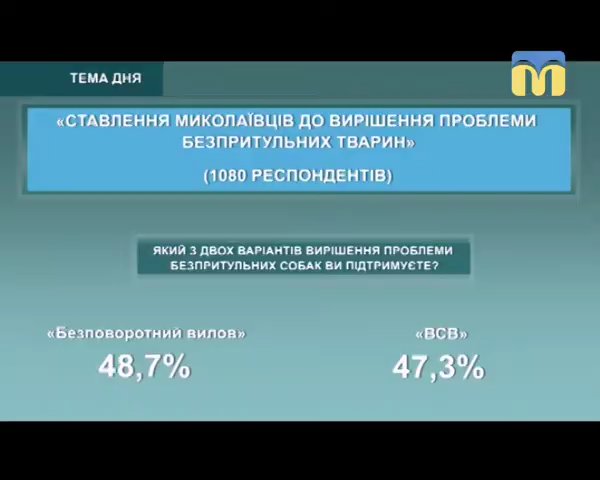 ТЕМА ДНЯ
«СТАВЛЕННЯ МИКОЛАЇВЦІВ ДО ВИРІШЕННЯ ПРОБЛЕМИ
БЕЗПРИТУЛЬНИХ ТВАРИН»
(1080 РЕСПОНДЕНТІВ)
ЯКИЙ З ДВОХ ВАРІАНТІВ ВИРІШЕННЯ ПРОБЛЕМИ
БЕЗПРИТУЛЬНИХ СОБАК ВИ ПІДТРИМУЄТЕ?
«Безповоротний вилов»
«ВСВ»
48,7%
47,3%